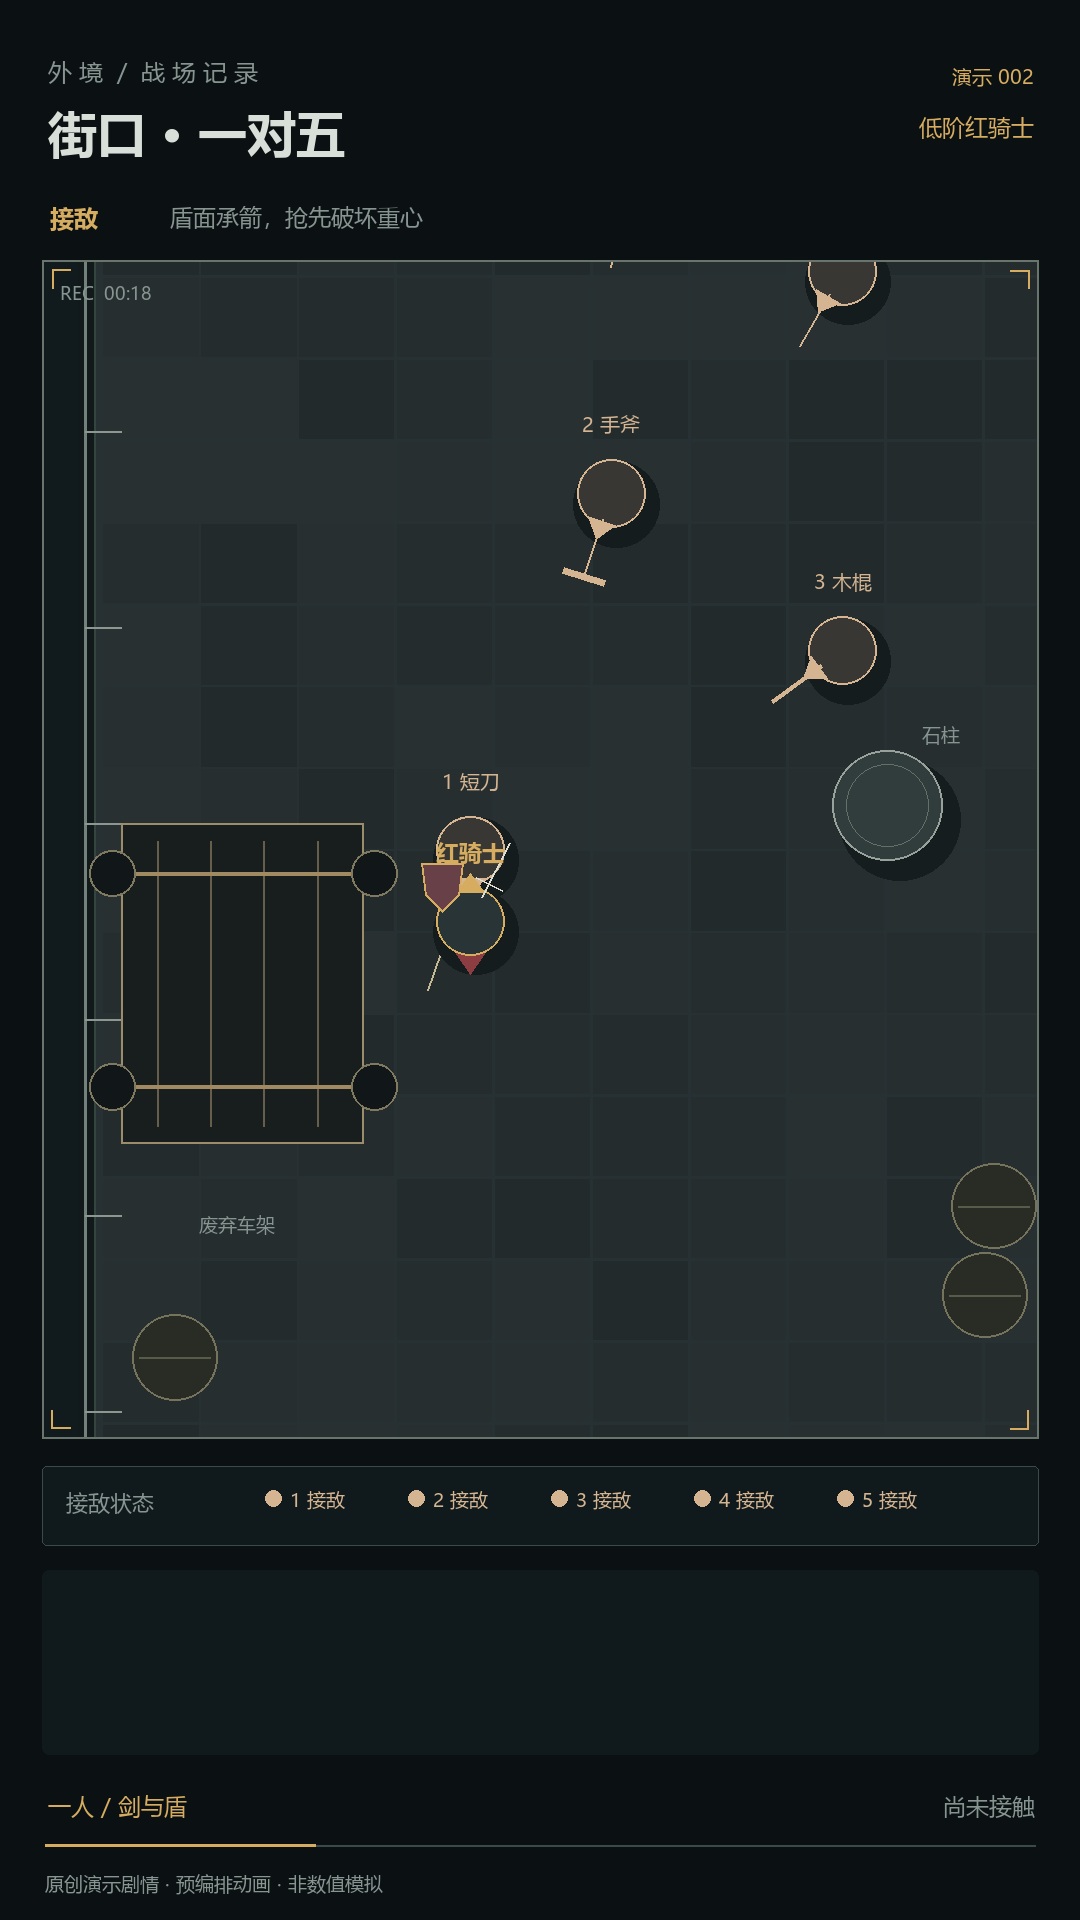 外境 / 战场记录
演示 002
街口·一对五
低阶红骑士
接敌 盾面承箭，抢先破坏重心
REC 00:18
2 手斧
3 木棍
石柱
1 短刀
红骑士
废弃车架
接敌状态 1 接敌 2 接敌 3 接敌 4 接敌 5 接敌
一人 / 剑与盾 尚未接触
原创演示剧情 · 预编排动画 · 非数值模拟